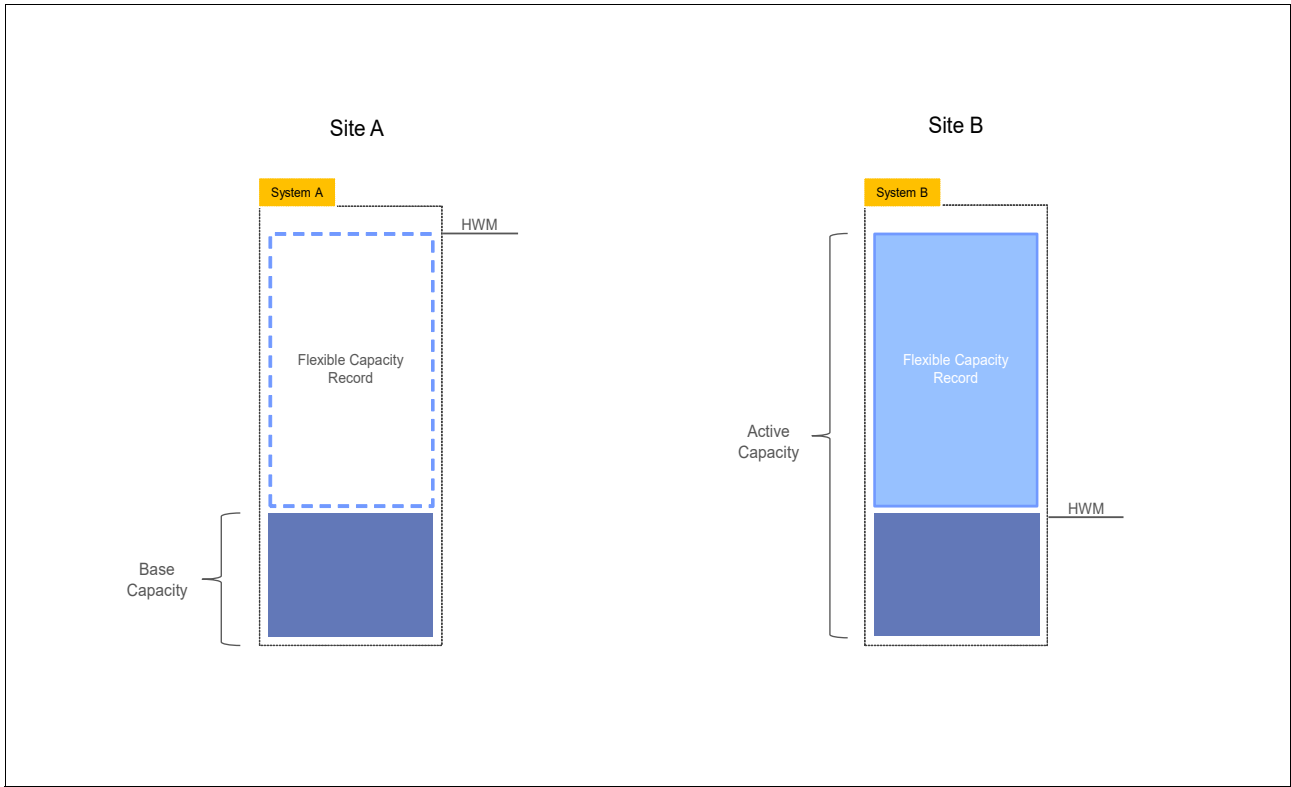 Site A
System A
HWM
Flexible Capacity
Record
Base
Capacity
Site B
System B
Flexible Capacity
Record
Active
Capacity
HWM